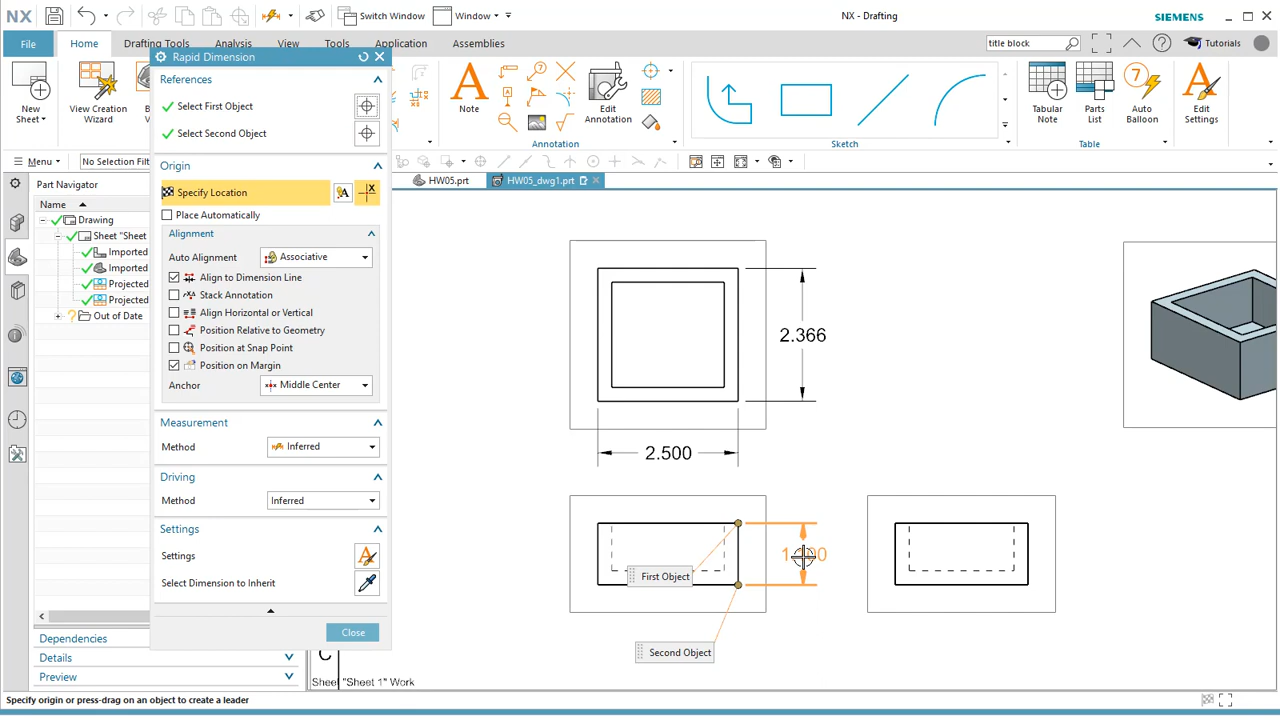 NX
Switch Window
Window
NX - Drafting
SIEMENS
File
Home
Drafting Tools
Analysis
View
Tools
Application
Assemblies
title block
Tutorials
New
Sheet
View Creation
Wizard
Note
Edit
Annotation
Annotation
Sketch
Tabular
Note
Parts
List
Auto
Balloon
Table
Edit
Settings
Menu
No Selection Filt
HW05.prt
HW05_dwg1.prt
Part Navigator
Name
Drawing
Sheet "Sheet
Imported
Imported
Projected
Projected
Out of Date
Dependencies
Details
Preview
Rapid Dimension
References
Select First Object
Select Second Object
Origin
Specify Location
Place Automatically
Alignment
Auto Alignment
Associative
Align to Dimension Line
Stack Annotation
Align Horizontal or Vertical
Position Relative to Geometry
Position at Snap Point
Position on Margin
Anchor
Middle Center
Measurement
Method
Inferred
Driving
Method
Inferred
Settings
Settings
Select Dimension to Inherit
Close
2.366
2.500
First Object
Second Object
C
Sheet "Sheet 1" Work
Specify origin or press-drag on an object to create a leader